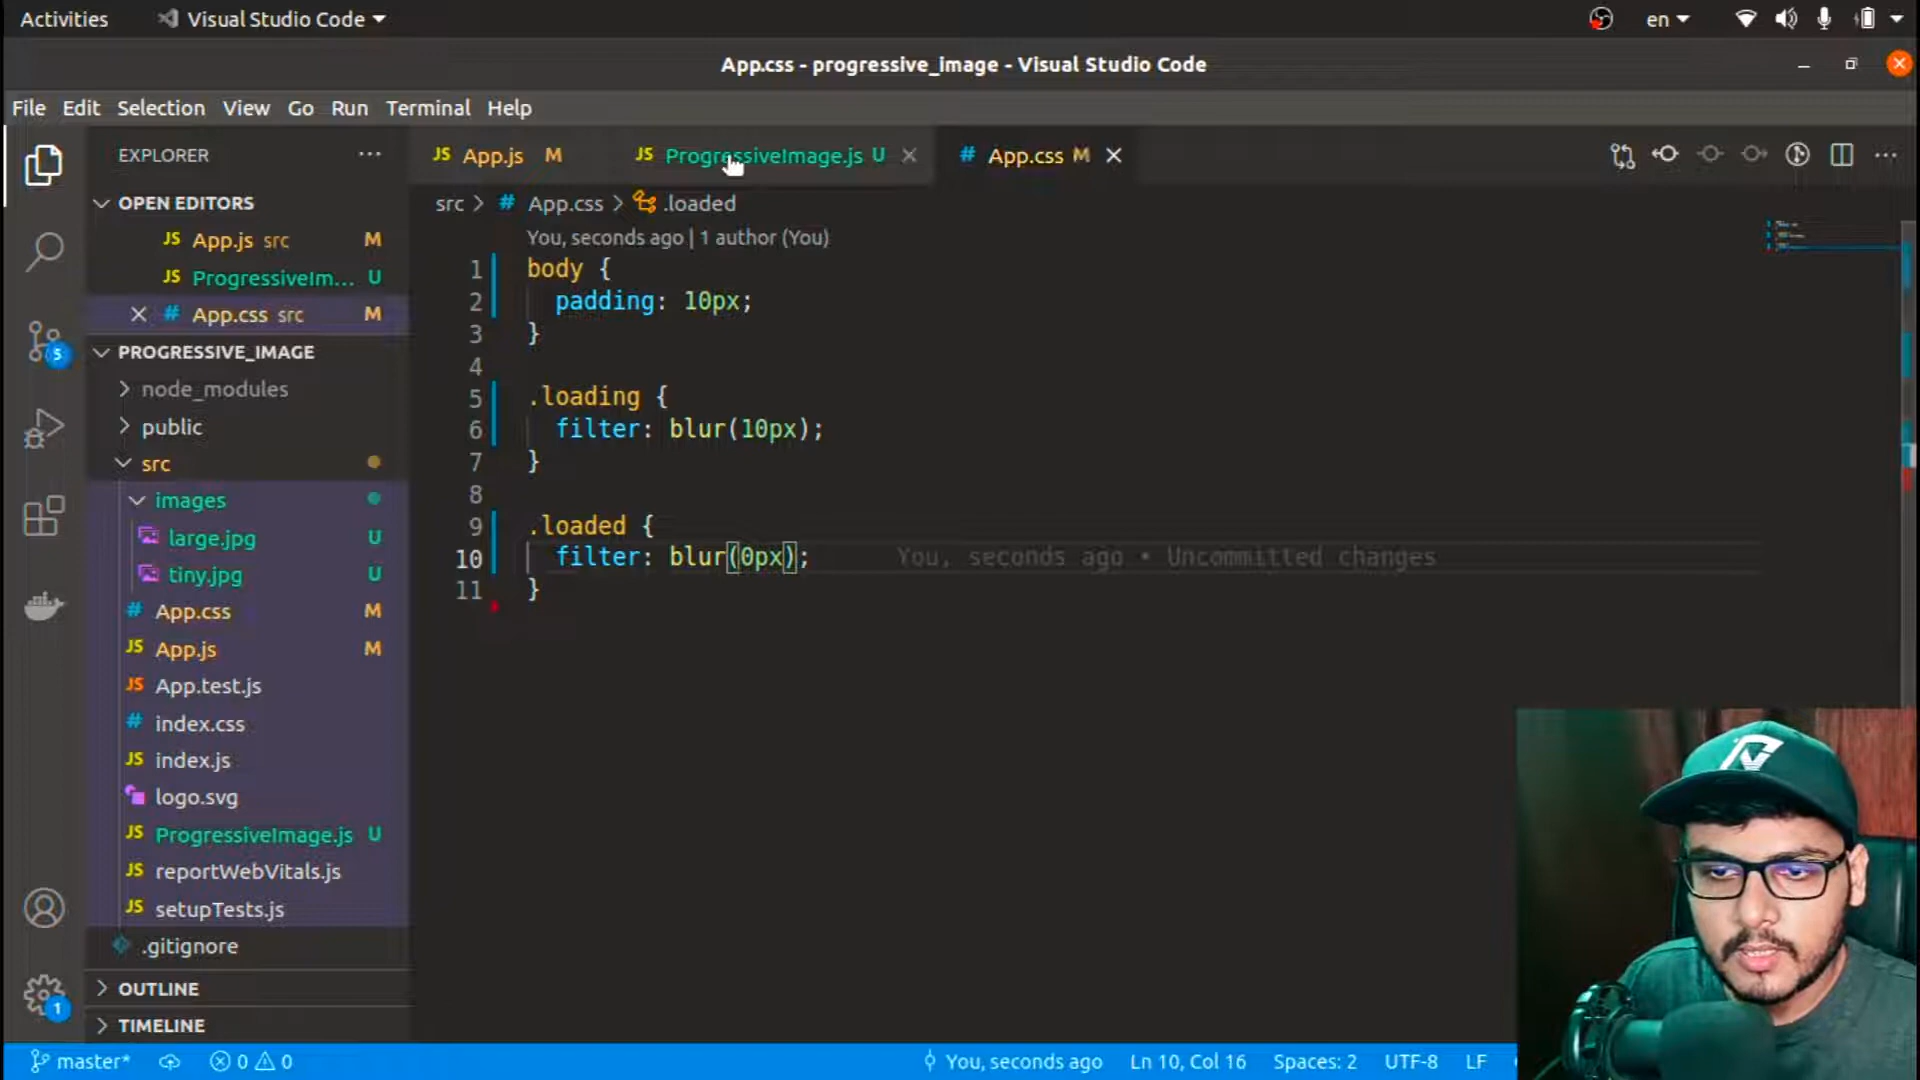 Activities Visual Studio Code en
App.css - progressive_image - Visual Studio Code
File Edit Selection View Go Run Terminal Help
EXPLORER ...
JS App.js M JS ProgressiveImage.js U # App.css M
OPEN EDITORS
JS App.js src M
JS ProgressiveIm... U
# App.css src M
PROGRESSIVE_IMAGE
node_modules
public
src
images
large.jpg U
tiny.jpg U
# App.css M
JS App.js M
JS App.test.js
# index.css
JS index.js
logo.svg
JS ProgressiveImage.js U
JS reportWebVitals.js
JS setupTests.js
.gitignore
OUTLINE
TIMELINE
5
1
src > # App.css > .loaded
You, seconds ago | 1 author (You)
1 body {
2 padding: 10px;
3 }
4
5 .loading {
6 filter: blur(10px);
7 }
8
9 .loaded {
10 filter: blur(0px); You, seconds ago • Uncommitted changes
11 }
master* 0 0 You, seconds ago Ln 10, Col 16 Spaces: 2 UTF-8 LF